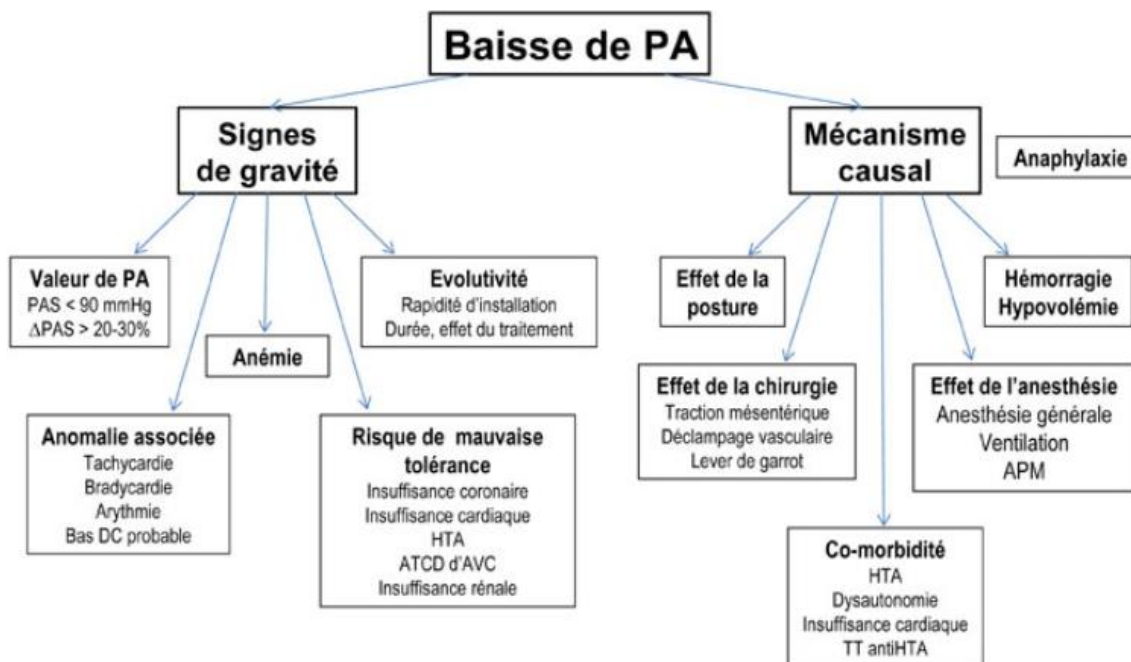 Baisse de PA
Signes
de gravité
Valeur de PA
PAS < 90 mmHg
∆PAS > 20-30%
Evolutivité
Rapidité d'installation
Durée, effet du traitement
Anémie
Anomalie associée
Tachycardie
Bradycardie
Arythmie
Bas DC probable
Risque de mauvaise
tolérance
Insuffisance coronaire
Insuffisance cardiaque
HTA
ATCD d'AVC
Insuffisance rénale
Mécanisme
causal
Anaphylaxie
Effet de la
posture
Hémorragie
Hypovolémie
Effet de la chirurgie
Traction mésentérique
Déclampage vasculaire
Lever de garrot
Effet de l'anesthésie
Anesthésie générale
Ventilation
APM
Co-morbidité
HTA
Dysautonomie
Insuffisance cardiaque
TT antiHTA